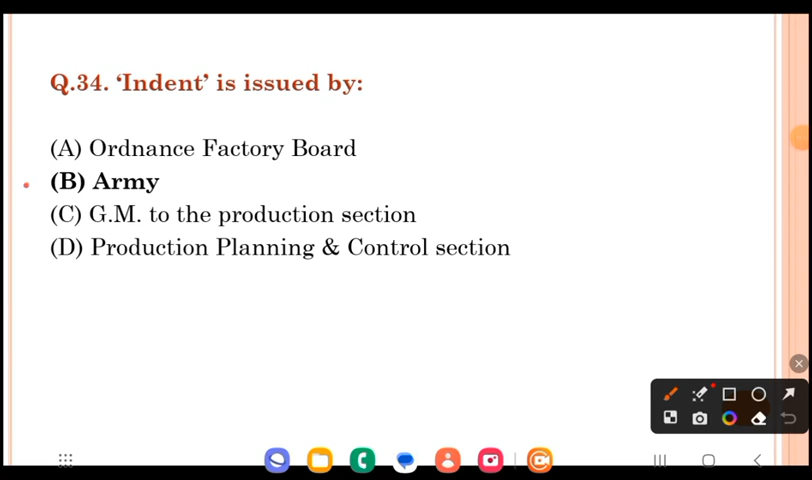 Q.34. ‘Indent’ is issued by:
(A) Ordnance Factory Board
(B) Army
(C) G.M. to the production section
(D) Production Planning & Control section